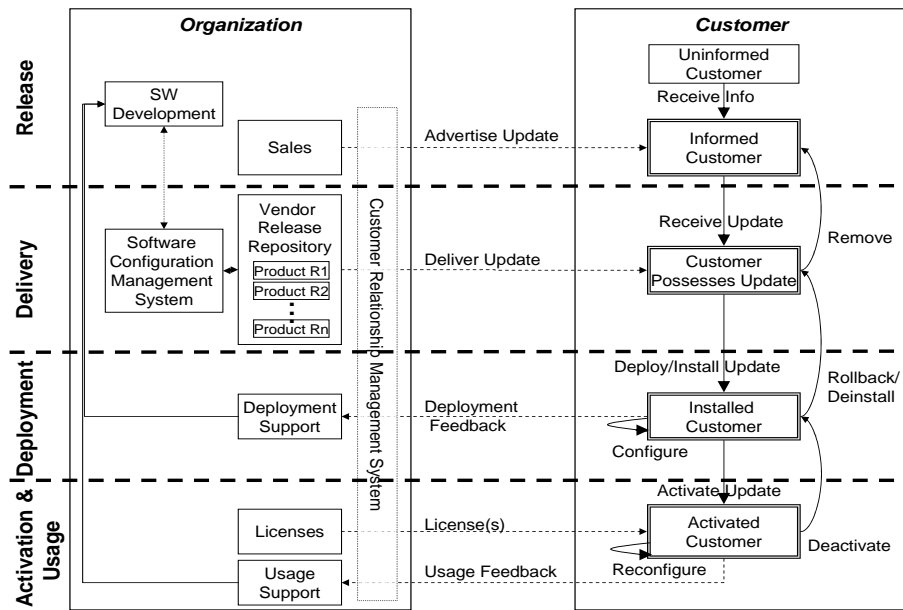 Organization
Customer
Release
Delivery
Deployment
Activation &
Usage
SW
Development
Sales
Software
Configuration
Management
System
Vendor
Release
Repository
Product R1
Product R2
Product Rn
Deployment
Support
Licenses
Usage
Support
Customer Relationship Management System
Advertise Update
Deliver Update
Deployment
Feedback
License(s)
Usage Feedback
Uninformed
Customer
Receive Info
Informed
Customer
Receive Update
Remove
Customer
Possesses Update
Deploy/Install Update
Rollback/
Deinstall
Installed
Customer
Configure
Activate Update
Activated
Customer
Deactivate
Reconfigure